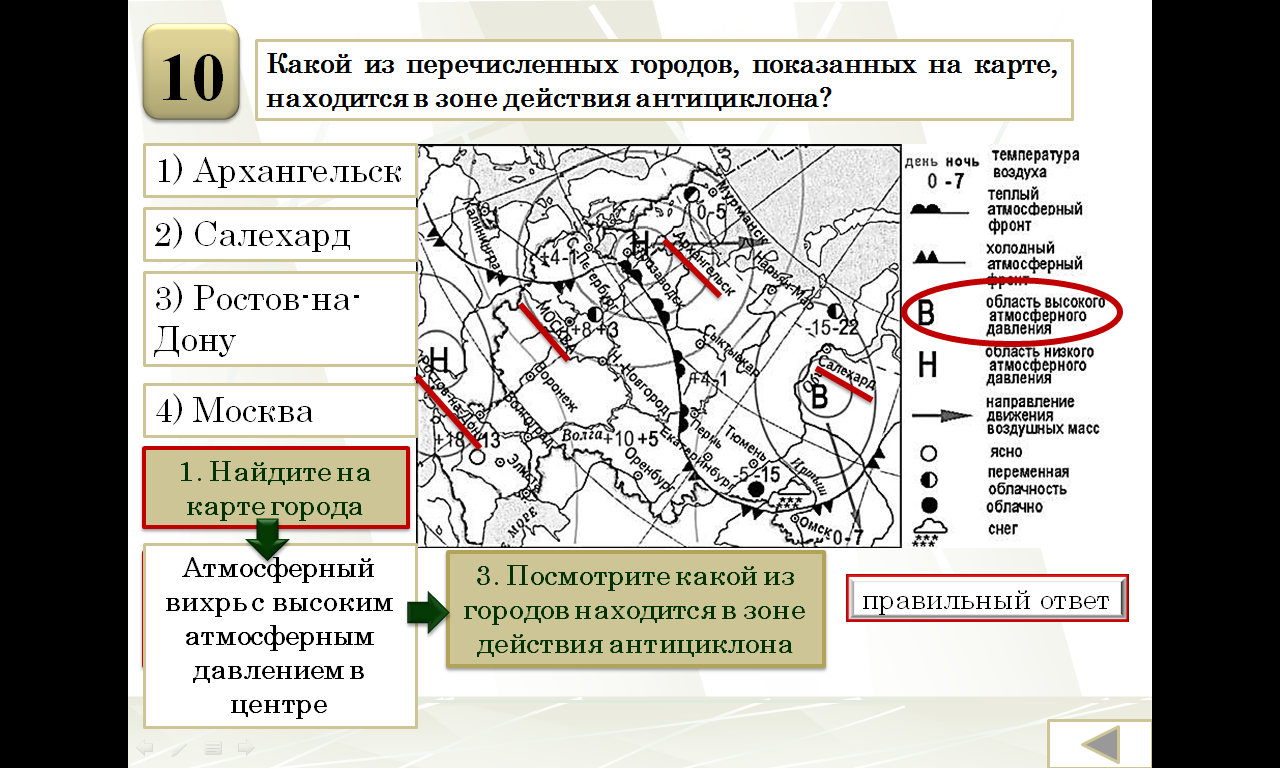 10
Какой из перечисленных городов, показанных на карте,
находится в зоне действия антициклона?
1) Архангельск
2) Салехард
3) Ростов-на-
Дону
4) Москва
1. Найдите на
карте города
Атмосферный
вихрь с высоким
атмосферным
давлением в
центре
3. Посмотрите какой из
городов находится в зоне
действия антициклона
правильный ответ
Калининград
С.Петербург
Петрозаводск
Мурманск
0 -5
Н
Архангельск
Нарьян-Мар
+4 -1
МОСКВА
+8 +3
Сыктывкар
-15 -22
Салехард
Обь
В
Н
Ростов-на-Дону
Воронеж
Н.Новгород
+4 -1
Волгоград
+18 +13
Волга
+10 +5
Пермь
Екатеринбург
Тюмень
Элиста
Оренбург
-5 -15
Иртыш
МОРЕ
Омск
0 -7
день ночь
0 -7
температура
воздуха
теплый
атмосферный
фронт
холодный
атмосферный
фронт
В
область высокого
атмосферного
давления
Н
область низкого
атмосферного
давления
направление
движения
воздушных масс
ясно
переменная
облачность
облачно
снег